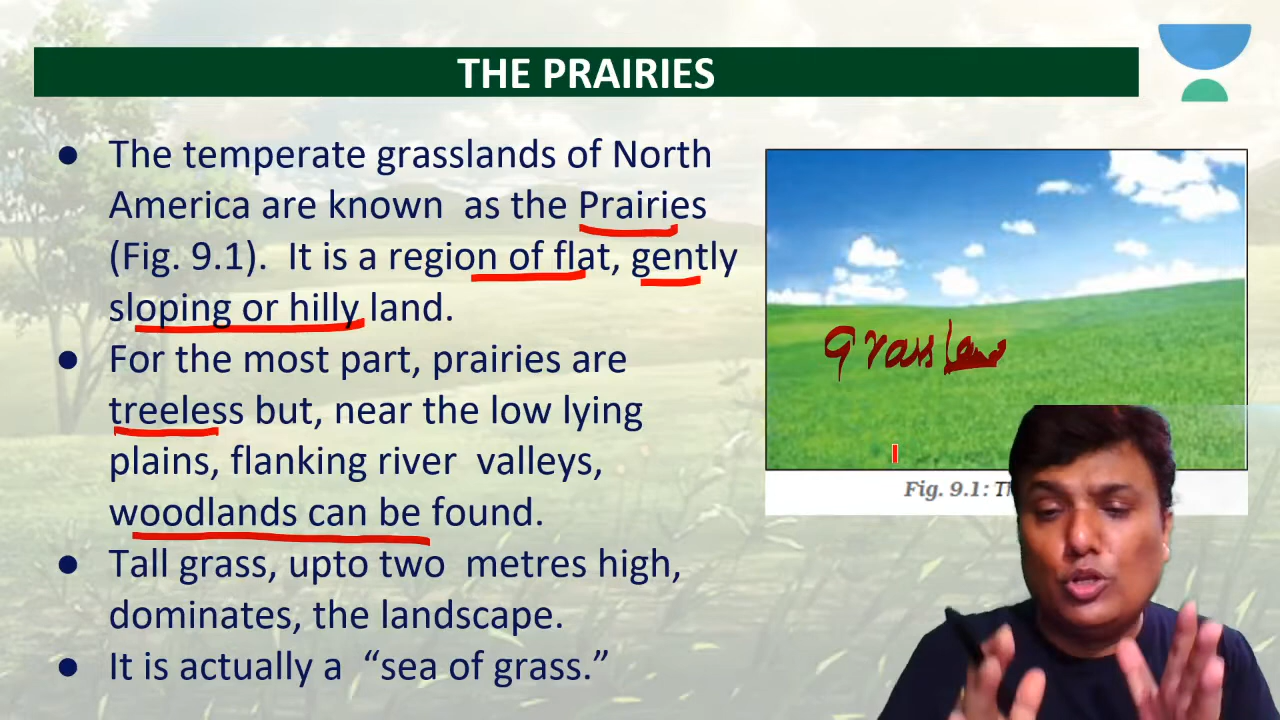 THE PRAIRIES
● The temperate grasslands of North
America are known as the Prairies
(Fig. 9.1). It is a region of flat, gently
sloping or hilly land.
● For the most part, prairies are
treeless but, near the low lying
plains, flanking river valleys,
woodlands can be found.
● Tall grass, upto two metres high,
dominates, the landscape.
● It is actually a “sea of grass.”
Grass
Fig. 9.1: